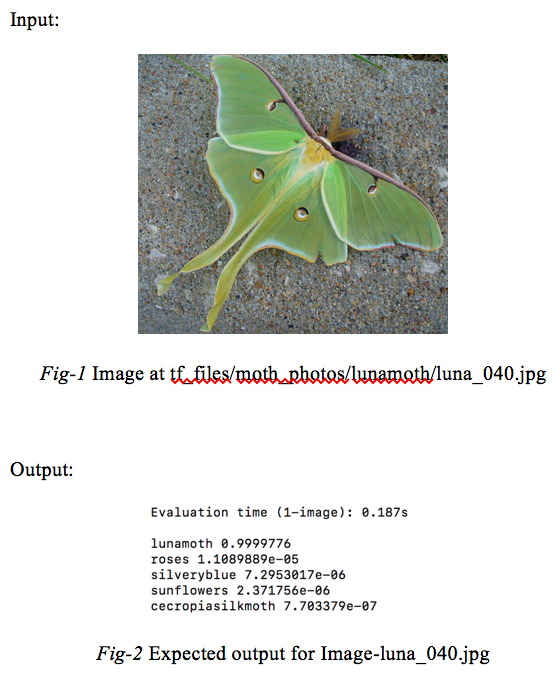 Input:
Fig-1 Image at tf_files/moth_photos/lunamoth/luna_040.jpg
Output:
Evaluation time (1-image): 0.187s
lunamoth 0.9999776
roses 1.1089889e-05
silveryblue 7.2953017e-06
sunflowers 2.371756e-06
cecropiasilkmoth 7.703379e-07
Fig-2 Expected output for Image-luna_040.jpg